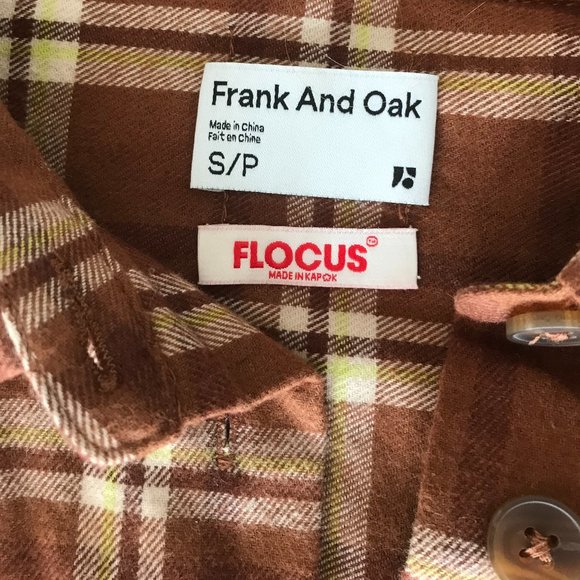 Frank And Oak
Made in China
Fait en Chine
S/P
FLOCUS
MADE IN KAPOK